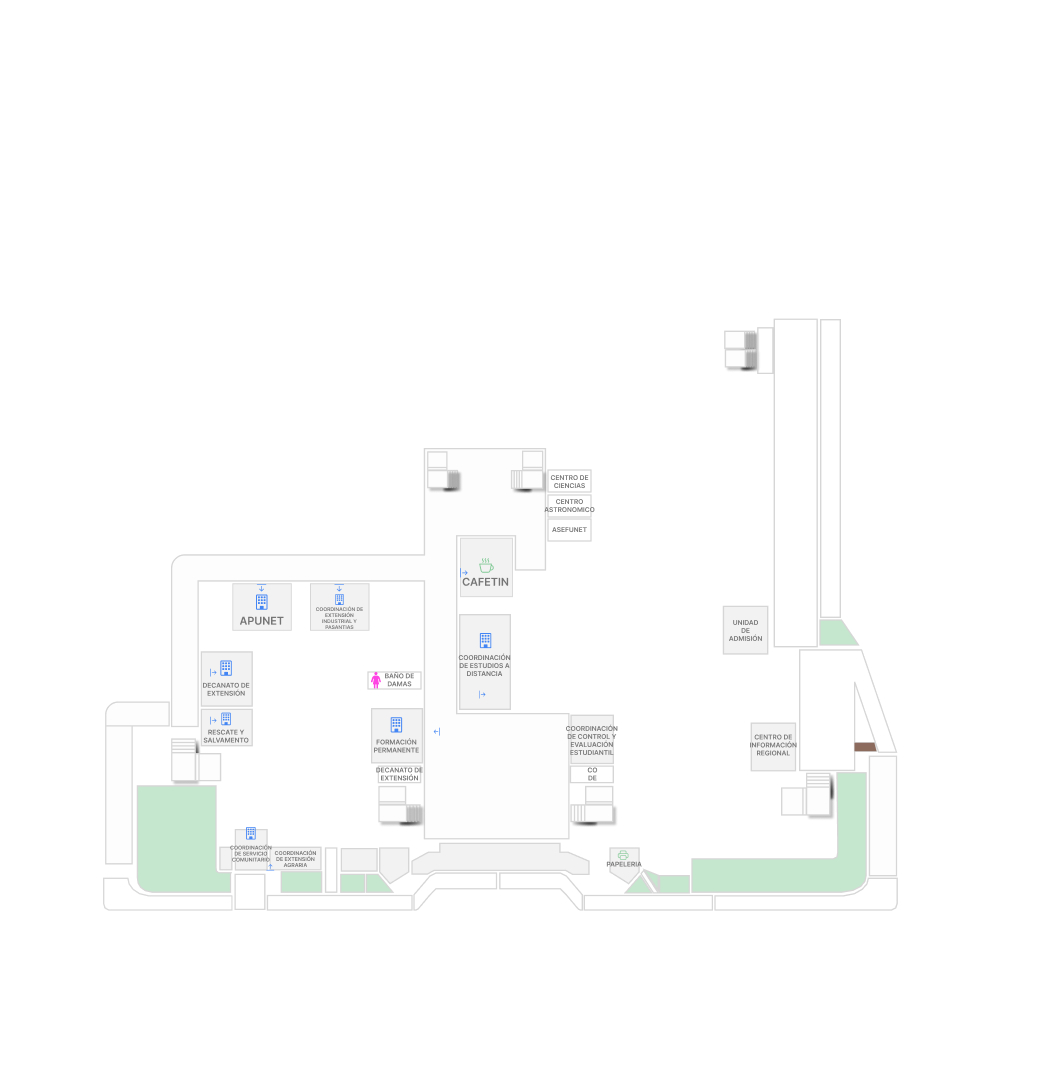 CENTRO DE
CIENCIAS
CENTRO
ASTRONOMICO
ASEFUNET
CAFETIN
APUNET
COORDINACIÓN DE
EXTENSIÓN
INDUSTRIAL Y
PASANTIAS
UNIDAD
DE
ADMISIÓN
COORDINACIÓN
DE ESTUDIOS A
DISTANCIA
DECANATO DE
EXTENSIÓN
BAÑO DE
DAMAS
RESCATE Y
SALVAMENTO
FORMACIÓN
PERMANENTE
COORDINACIÓN
DE CONTROL Y
EVALUACIÓN
ESTUDIANTIL
CENTRO DE
INFORMACIÓN
REGIONAL
DECANATO DE
EXTENSIÓN
CO
DE
COORDINACIÓN
DE SERVICIO
COMUNITARIO
COORDINACIÓN
DE EXTENSIÓN
AGRARIA
PAPELERIA